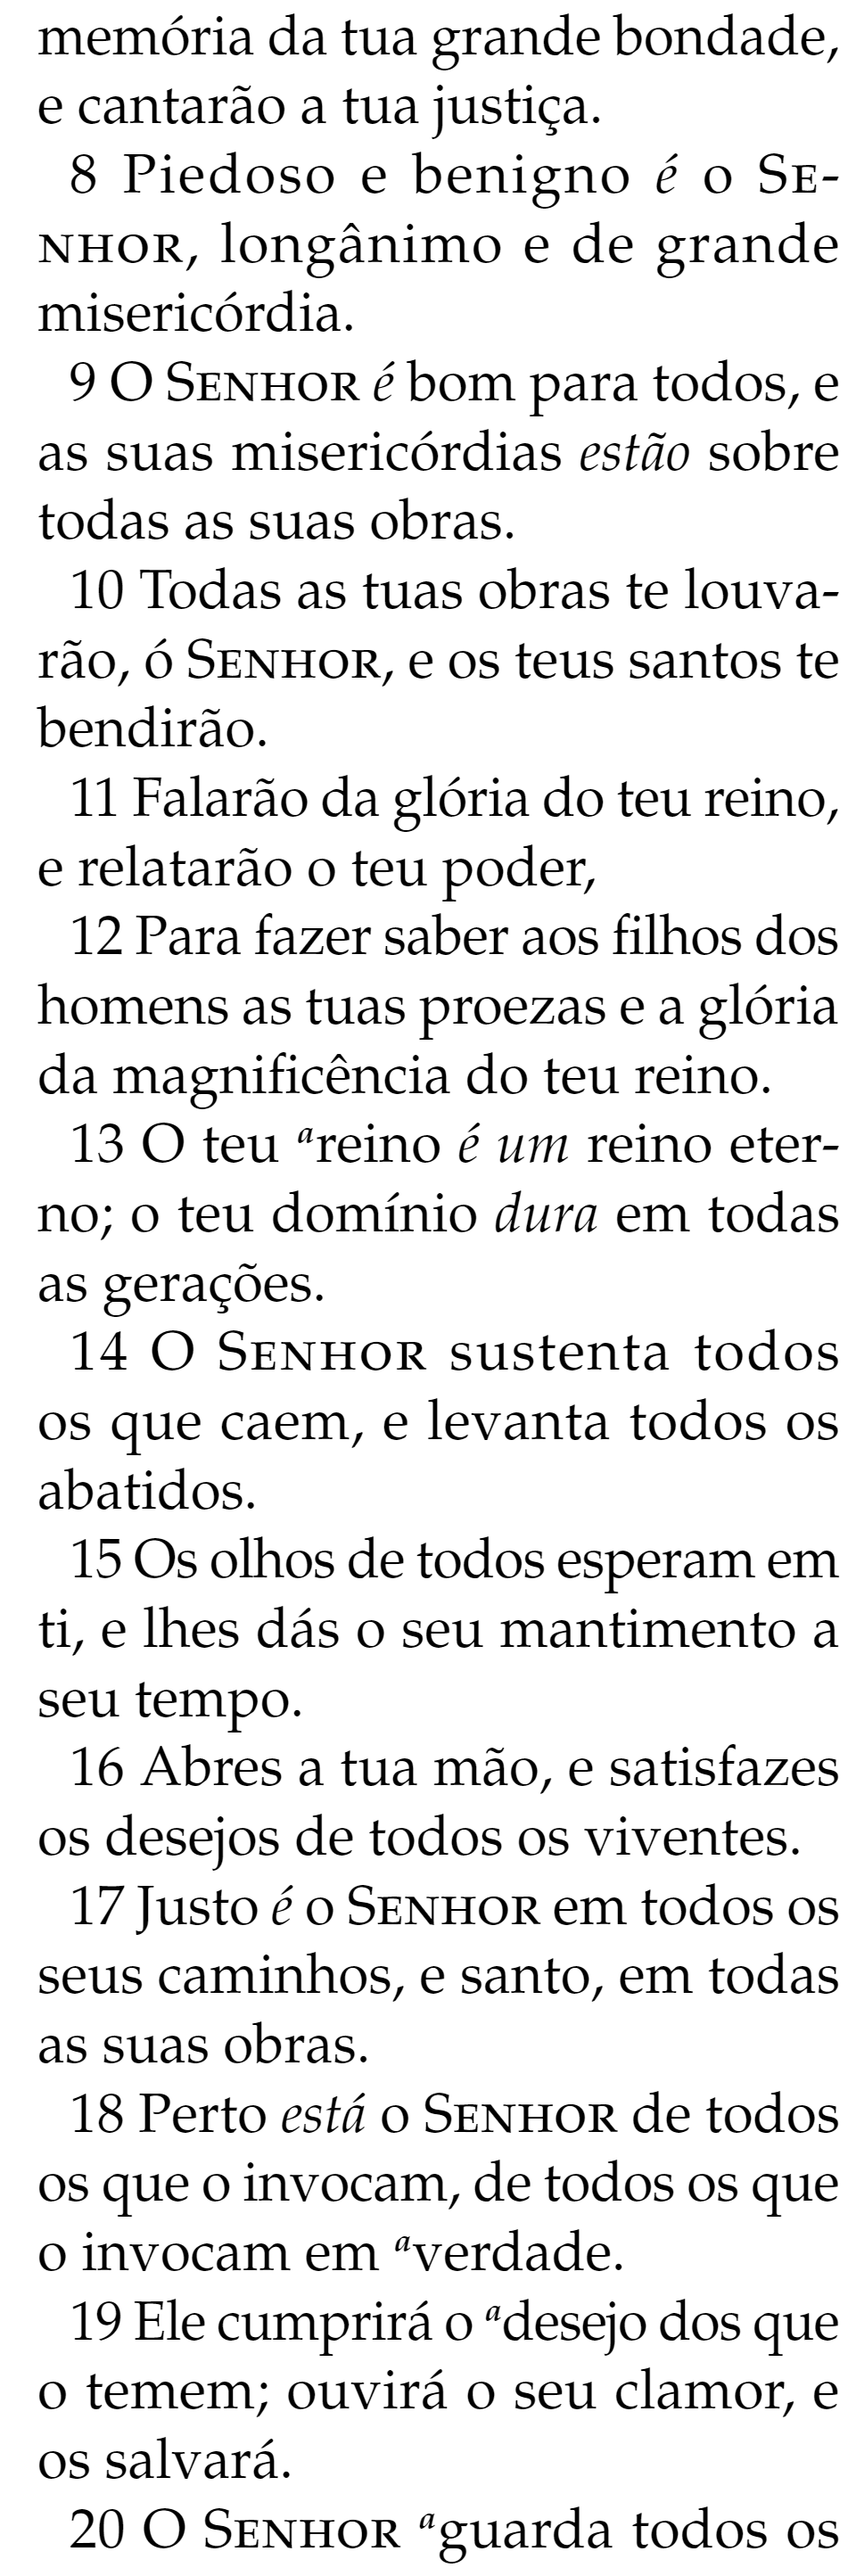 memória da tua grande bondade,
e cantarão a tua justiça.
8 Piedoso e benigno é o SE-
NHOR, longânimo e de grande
misericórdia.
9 O SENHOR é bom para todos, e
as suas misericórdias estão sobre
todas as suas obras.
10 Todas as tuas obras te louva-
rão, ó SENHOR, e os teus santos te
bendirão.
11 Falarão da glória do teu reino,
e relatarão o teu poder,
12 Para fazer saber aos filhos dos
homens as tuas proezas e a glória
da magnificência do teu reino.
13 O teu ᵃreino é um reino eter-
no; o teu domínio dura em todas
as gerações.
14 O SENHOR sustenta todos
os que caem, e levanta todos os
abatidos.
15 Os olhos de todos esperam em
ti, e lhes dás o seu mantimento a
seu tempo.
16 Abres a tua mão, e satisfazes
os desejos de todos os viventes.
17 Justo é o SENHOR em todos os
seus caminhos, e santo, em todas
as suas obras.
18 Perto está o SENHOR de todos
os que o invocam, de todos os que
o invocam em ᵃverdade.
19 Ele cumprirá o ᵃdesejo dos que
o temem; ouvirá o seu clamor, e
os salvará.
20 O SENHOR ᵃguarda todos os